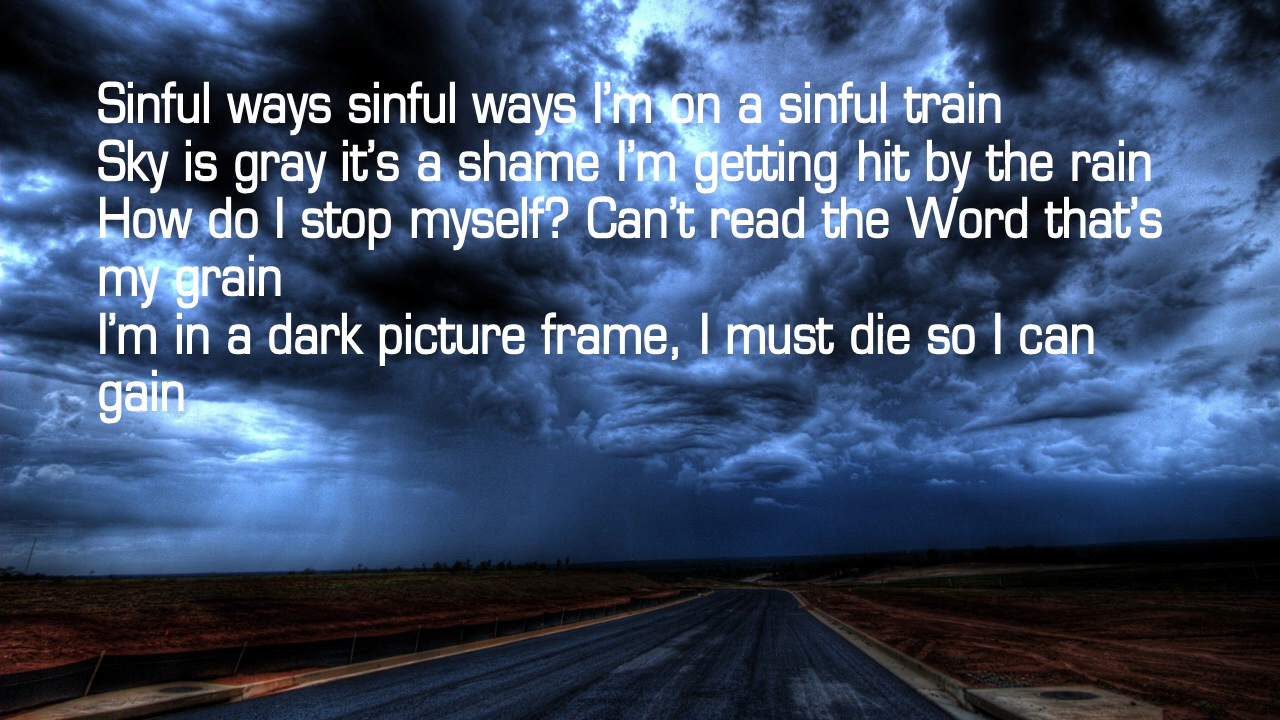 Sinful ways sinful ways I'm on a sinful train
Sky is gray it's a shame I'm getting hit by the rain
How do I stop myself? Can't read the Word that's
my grain
I'm in a dark picture frame, I must die so I can
gain